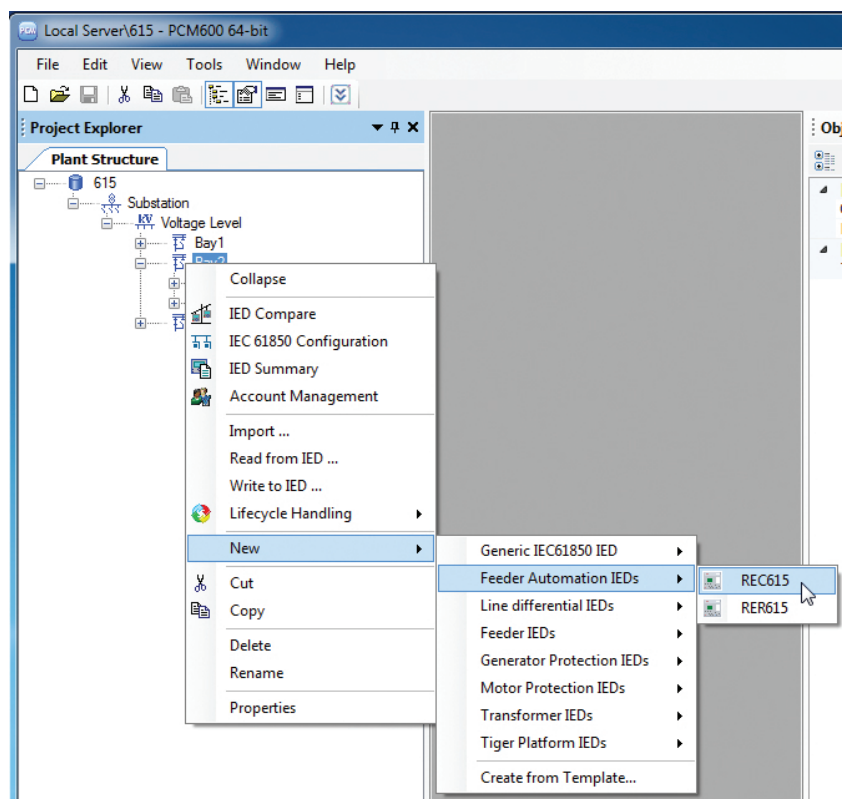 Local Server\615 - PCM600 64-bit
File Edit View Tools Window Help
Project Explorer
Plant Structure
615
Substation
Voltage Level
Bay1
Collapse
IED Compare
IEC 61850 Configuration
IED Summary
Account Management
Import ...
Read from IED ...
Write to IED ...
Lifecycle Handling
New
Cut
Copy
Delete
Rename
Properties
Generic IEC61850 IED
Feeder Automation IEDs
Line differential IEDs
Feeder IEDs
Generator Protection IEDs
Motor Protection IEDs
Transformer IEDs
Tiger Platform IEDs
Create from Template...
REC615
RER615